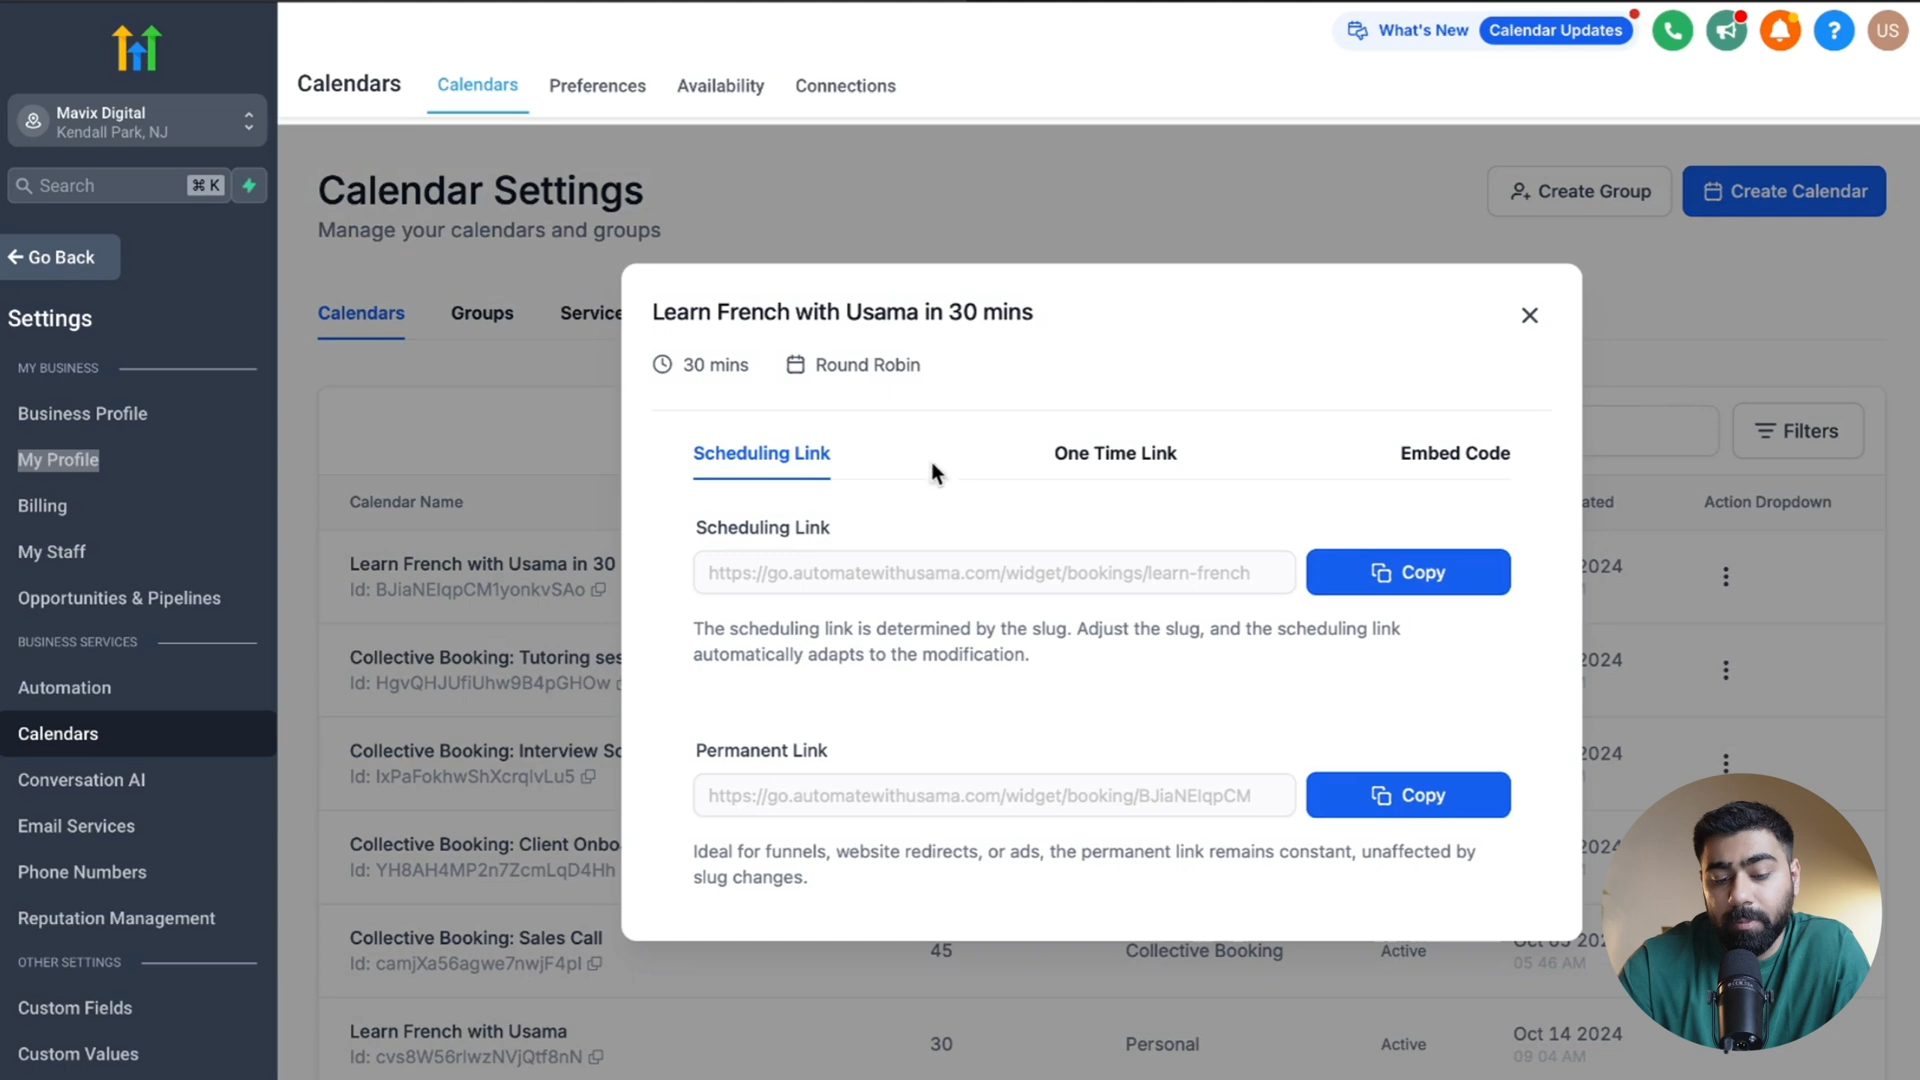 What's New
Calendar Updates
US
Calendars
Calendars
Preferences
Availability
Connections
Mavix Digital
Kendall Park, NJ
Search
⌘ K
Go Back
Settings
MY BUSINESS
Business Profile
My Profile
Billing
My Staff
Opportunities & Pipelines
BUSINESS SERVICES
Automation
Calendars
Conversation AI
Email Services
Phone Numbers
Reputation Management
OTHER SETTINGS
Custom Fields
Custom Values
Calendar Settings
Manage your calendars and groups
Create Group
Create Calendar
Calendars
Groups
Service
Filters
Calendar Name
ated
Action Dropdown
Learn French with Usama in 30
Id: BJiaNEIqpCM1yonkvSAo
2024
Collective Booking: Tutoring ses
Id: HgvQHJUfiUhw9B4pGHOw
2024
Collective Booking: Interview Sc
Id: IxPaFokhwShXcrqIvLu5
2024
Collective Booking: Client Onbo
Id: YH8AH4MP2n7ZcmLqD4Hh
2024
Collective Booking: Sales Call
Id: camjXa56agwe7nwjF4pI
45
Collective Booking
Active
05 46 AM
Learn French with Usama
Id: cvs8W56rIwzNVjQtf8nN
30
Personal
Active
Oct 14 2024
09 04 AM
Learn French with Usama in 30 mins
30 mins
Round Robin
Scheduling Link
One Time Link
Embed Code
Scheduling Link
https://go.automatewithusama.com/widget/bookings/learn-french
Copy
The scheduling link is determined by the slug. Adjust the slug, and the scheduling link
automatically adapts to the modification.
Permanent Link
https://go.automatewithusama.com/widget/booking/BJiaNEIqpCM
Copy
Ideal for funnels, website redirects, or ads, the permanent link remains constant, unaffected by
slug changes.